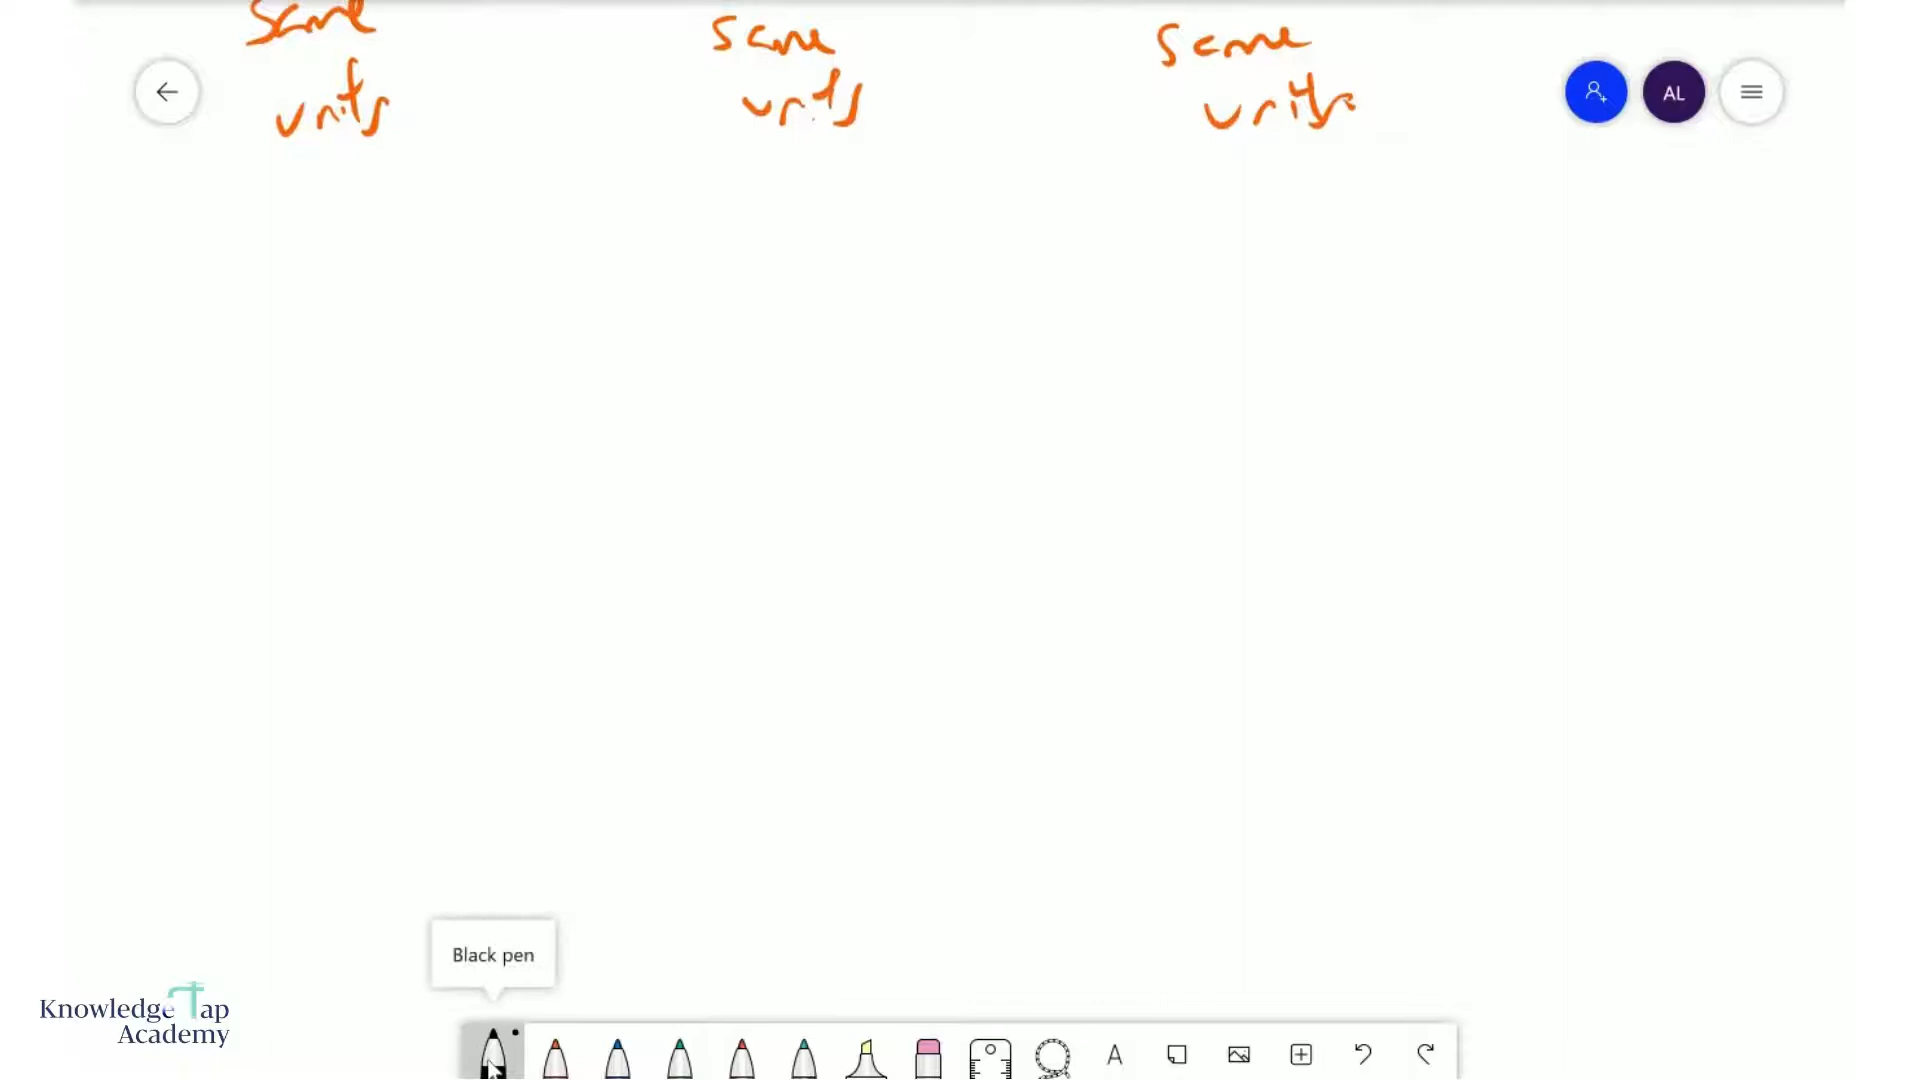 same same same
units units units
AL
Black pen
Knowledge Tap
Academy
A